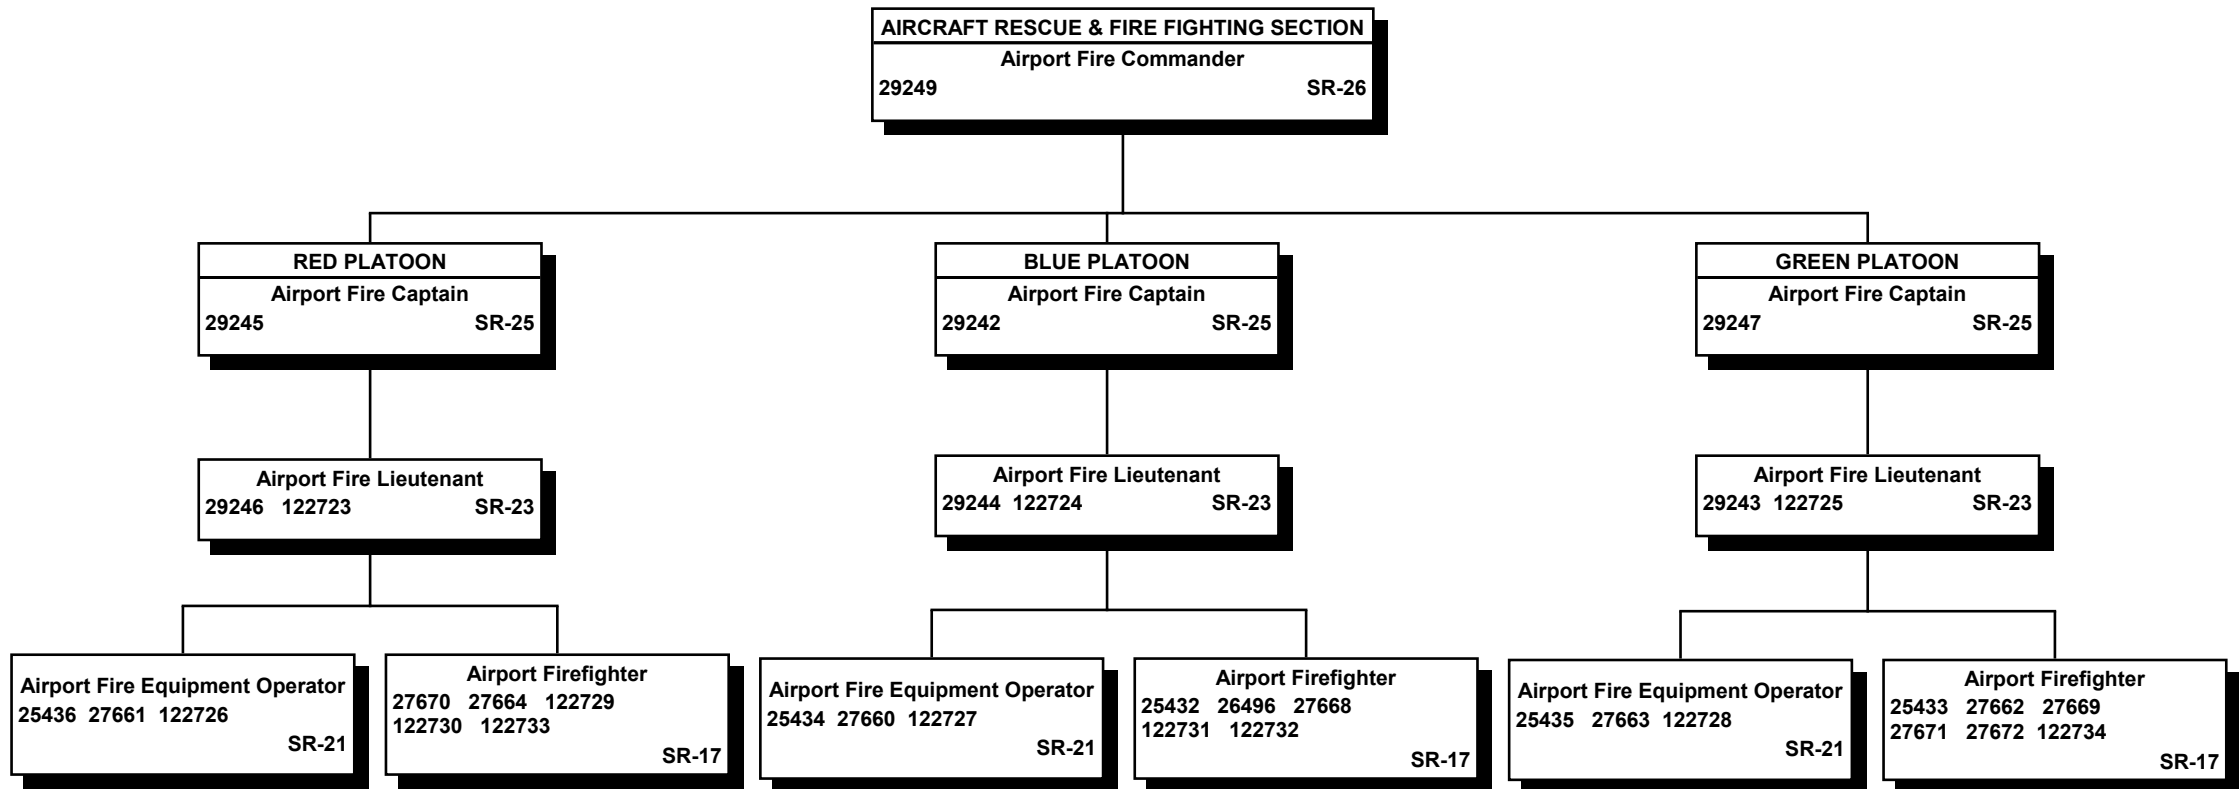 AIRCRAFT RESCUE & FIRE FIGHTING SECTION
Airport Fire Commander
29249 SR-26
RED PLATOON
Airport Fire Captain
29245 SR-25
BLUE PLATOON
Airport Fire Captain
29242 SR-25
GREEN PLATOON
Airport Fire Captain
29247 SR-25
Airport Fire Lieutenant
29246 122723 SR-23
Airport Fire Lieutenant
29244 122724 SR-23
Airport Fire Lieutenant
29243 122725 SR-23
Airport Fire Equipment Operator
25436 27661 122726
SR-21
Airport Firefighter
27670 27664 122729
122730 122733
SR-17
Airport Fire Equipment Operator
25434 27660 122727
SR-21
Airport Firefighter
25432 26496 27668
122731 122732
SR-17
Airport Fire Equipment Operator
25435 27663 122728
SR-21
Airport Firefighter
25433 27662 27669
27671 27672 122734
SR-17